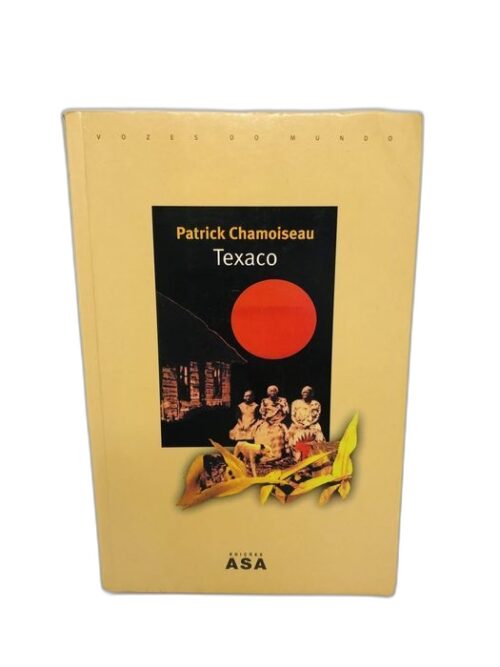 VOZES DO MUNDO
Patrick Chamoiseau
Texaco
EDIÇÕES
ASA